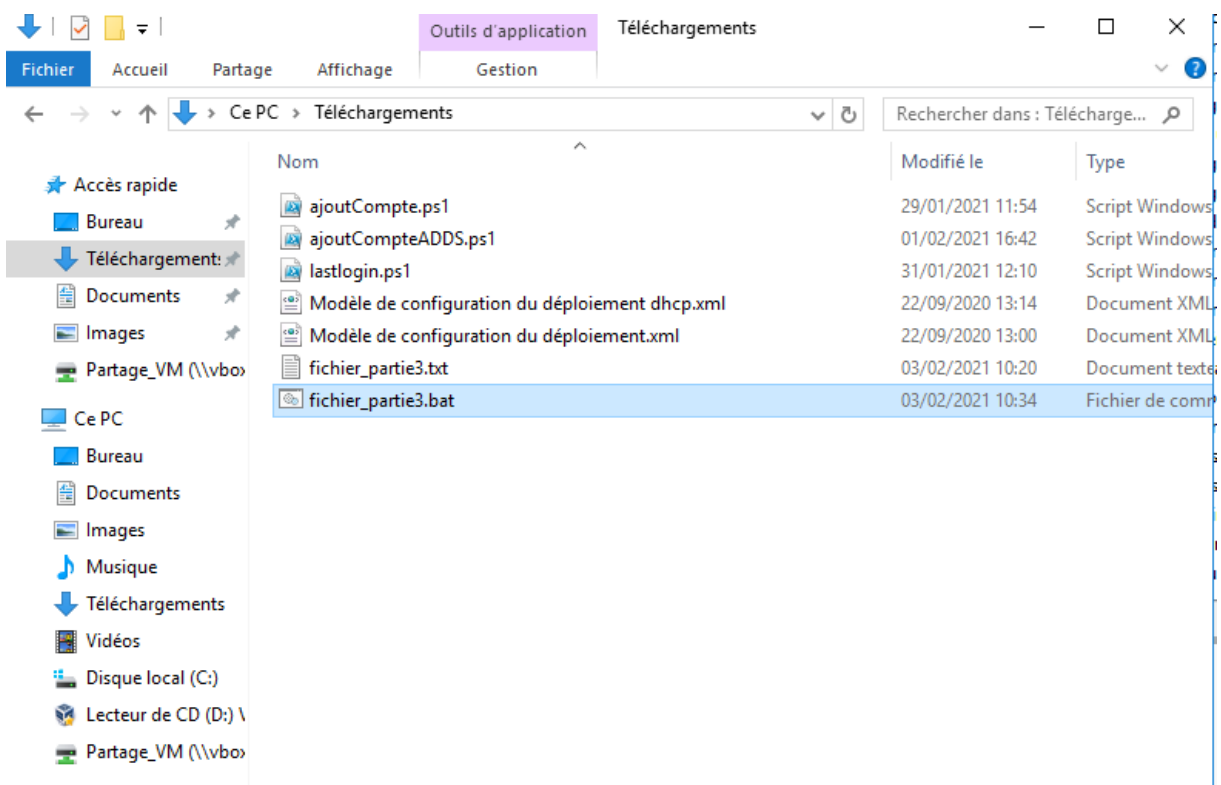 Outils d'application Téléchargements
Fichier Accueil Partage Affichage Gestion
Ce PC Téléchargements Rechercher dans : Télécharge...
Nom Modifié le Type
Accès rapide
Bureau
Téléchargements
Documents
Images
Partage_VM (\\vbox
Ce PC
Bureau
Documents
Images
Musique
Téléchargements
Vidéos
Disque local (C:)
Lecteur de CD (D:) V
Partage_VM (\\vbox
ajoutCompte.ps1 29/01/2021 11:54 Script Windows
ajoutCompteADDS.ps1 01/02/2021 16:42 Script Windows
lastlogin.ps1 31/01/2021 12:10 Script Windows
Modèle de configuration du déploiement dhcp.xml 22/09/2020 13:14 Document XML
Modèle de configuration du déploiement.xml 22/09/2020 13:00 Document XML
fichier_partie3.txt 03/02/2021 10:20 Document texte
fichier_partie3.bat 03/02/2021 10:34 Fichier de comm